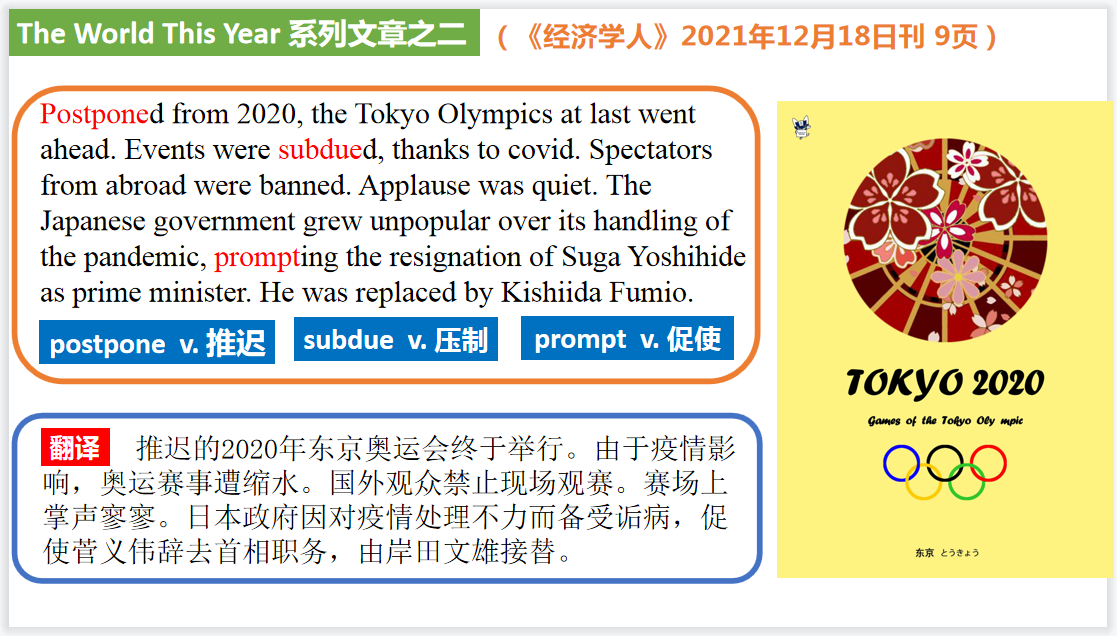 The World This Year 系列文章之二
（《经济学人》2021年12月18日刊 9页）
Postponed from 2020, the Tokyo Olympics at last went
ahead. Events were subdued, thanks to covid. Spectators
from abroad were banned. Applause was quiet. The
Japanese government grew unpopular over its handling of
the pandemic, prompting the resignation of Suga Yoshihide
as prime minister. He was replaced by Kishiida Fumio.
postpone v. 推迟
subdue v. 压制
prompt v. 促使
翻译 推迟的2020年东京奥运会终于举行。由于疫情影
响，奥运赛事遭缩水。国外观众禁止现场观赛。赛场上
掌声寥寥。日本政府因对疫情处理不力而备受诟病，促
使菅义伟辞去首相职务，由岸田文雄接替。
TOKYO 2020
Games of the Tokyo Oly mpic
东京 とうきょう